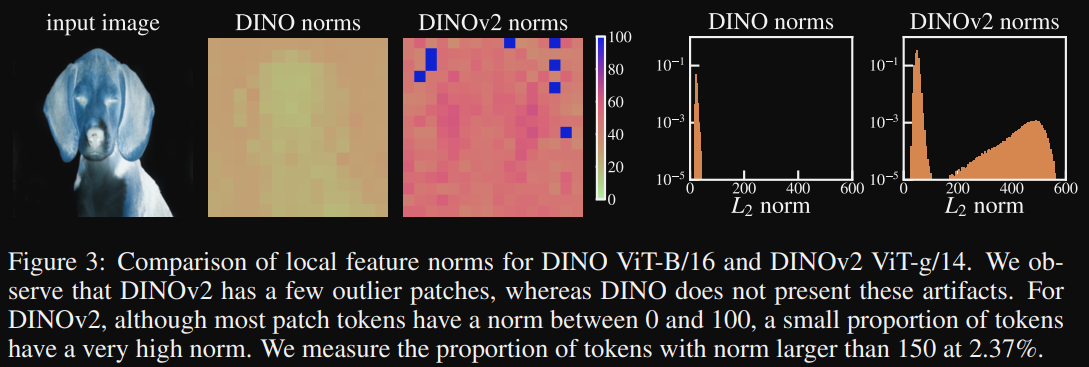 input image
DINO norms
DINOv2 norms
100
80
60
40
20
0
DINO norms
10⁻¹
10⁻³
10⁻⁵
0 200 400 600
L₂ norm
DINOv2 norms
10⁻¹
10⁻³
10⁻⁵
0 200 400 600
L₂ norm
Figure 3: Comparison of local feature norms for DINO ViT-B/16 and DINOv2 ViT-g/14. We ob-
serve that DINOv2 has a few outlier patches, whereas DINO does not present these artifacts. For
DINOv2, although most patch tokens have a norm between 0 and 100, a small proportion of tokens
have a very high norm. We measure the proportion of tokens with norm larger than 150 at 2.37%.